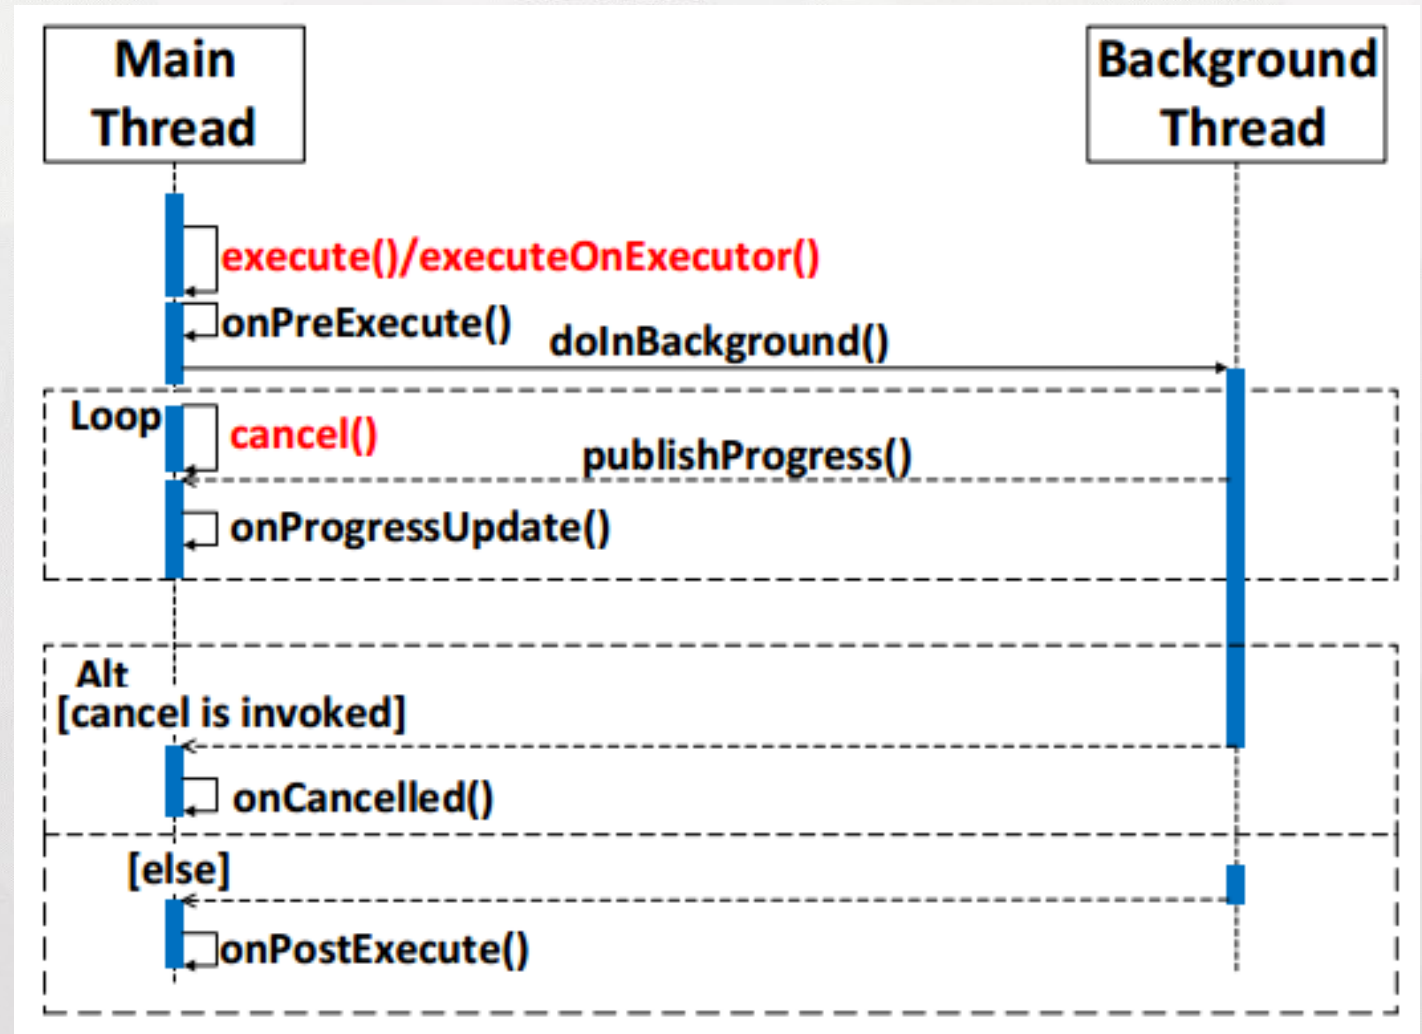 Main
Thread
Background
Thread
execute()/executeOnExecutor()
onPreExecute()
doInBackground()
Loop
cancel()
publishProgress()
onProgressUpdate()
Alt
[cancel is invoked]
onCancelled()
[else]
onPostExecute()